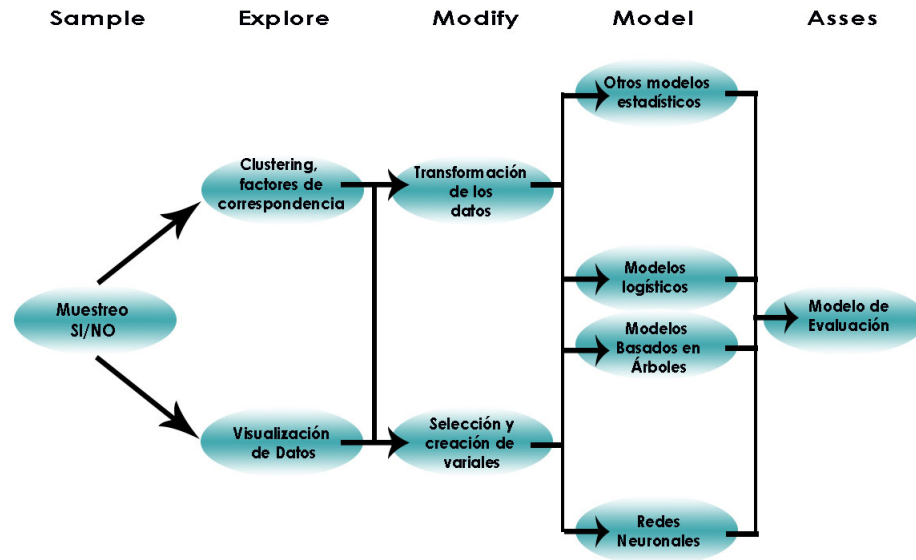 Sample
Explore
Modify
Model
Asses
Muestreo
SI/NO
Clustering,
factores de
correspondencia
Visualización
de Datos
Transformación
de los
datos
Selección y
creación de
variales
Otros modelos
estadísticos
Modelos
logísticos
Modelos
Basados en
Árboles
Redes
Neuronales
Modelo de
Evaluación